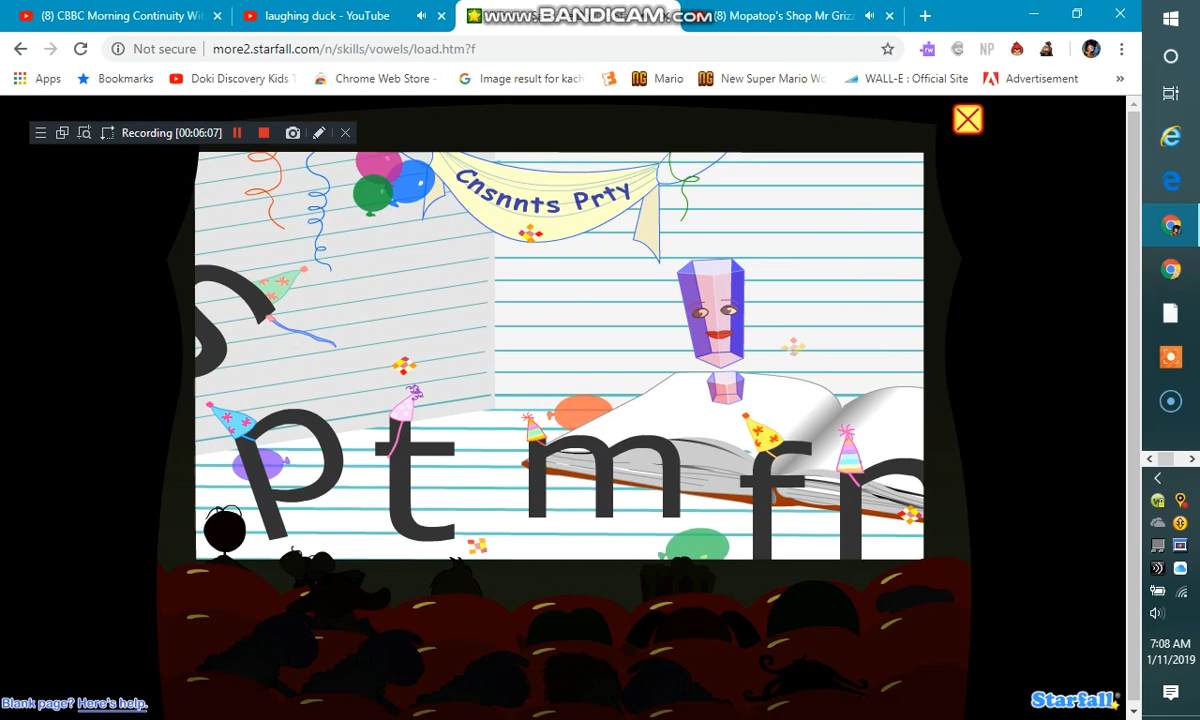 (8) CBBC Morning Continuity Wit
laughing duck - YouTube
www.BANDICAM.com
(8) Mopatop's Shop Mr Griz
Not secure
more2.starfall.com/n/skills/vowels/load.htm?f
NP
Apps
Bookmarks
Doki Discovery Kids T
Chrome Web Store -
Image result for kach
Mario
New Super Mario Wo
WALL-E : Official Site
Advertisement
»
Recording [00:06:07]
Cnsnnts Prty
s
p t m f n
Blank page? Here's help.
Starfall
7:08 AM
1/11/2019